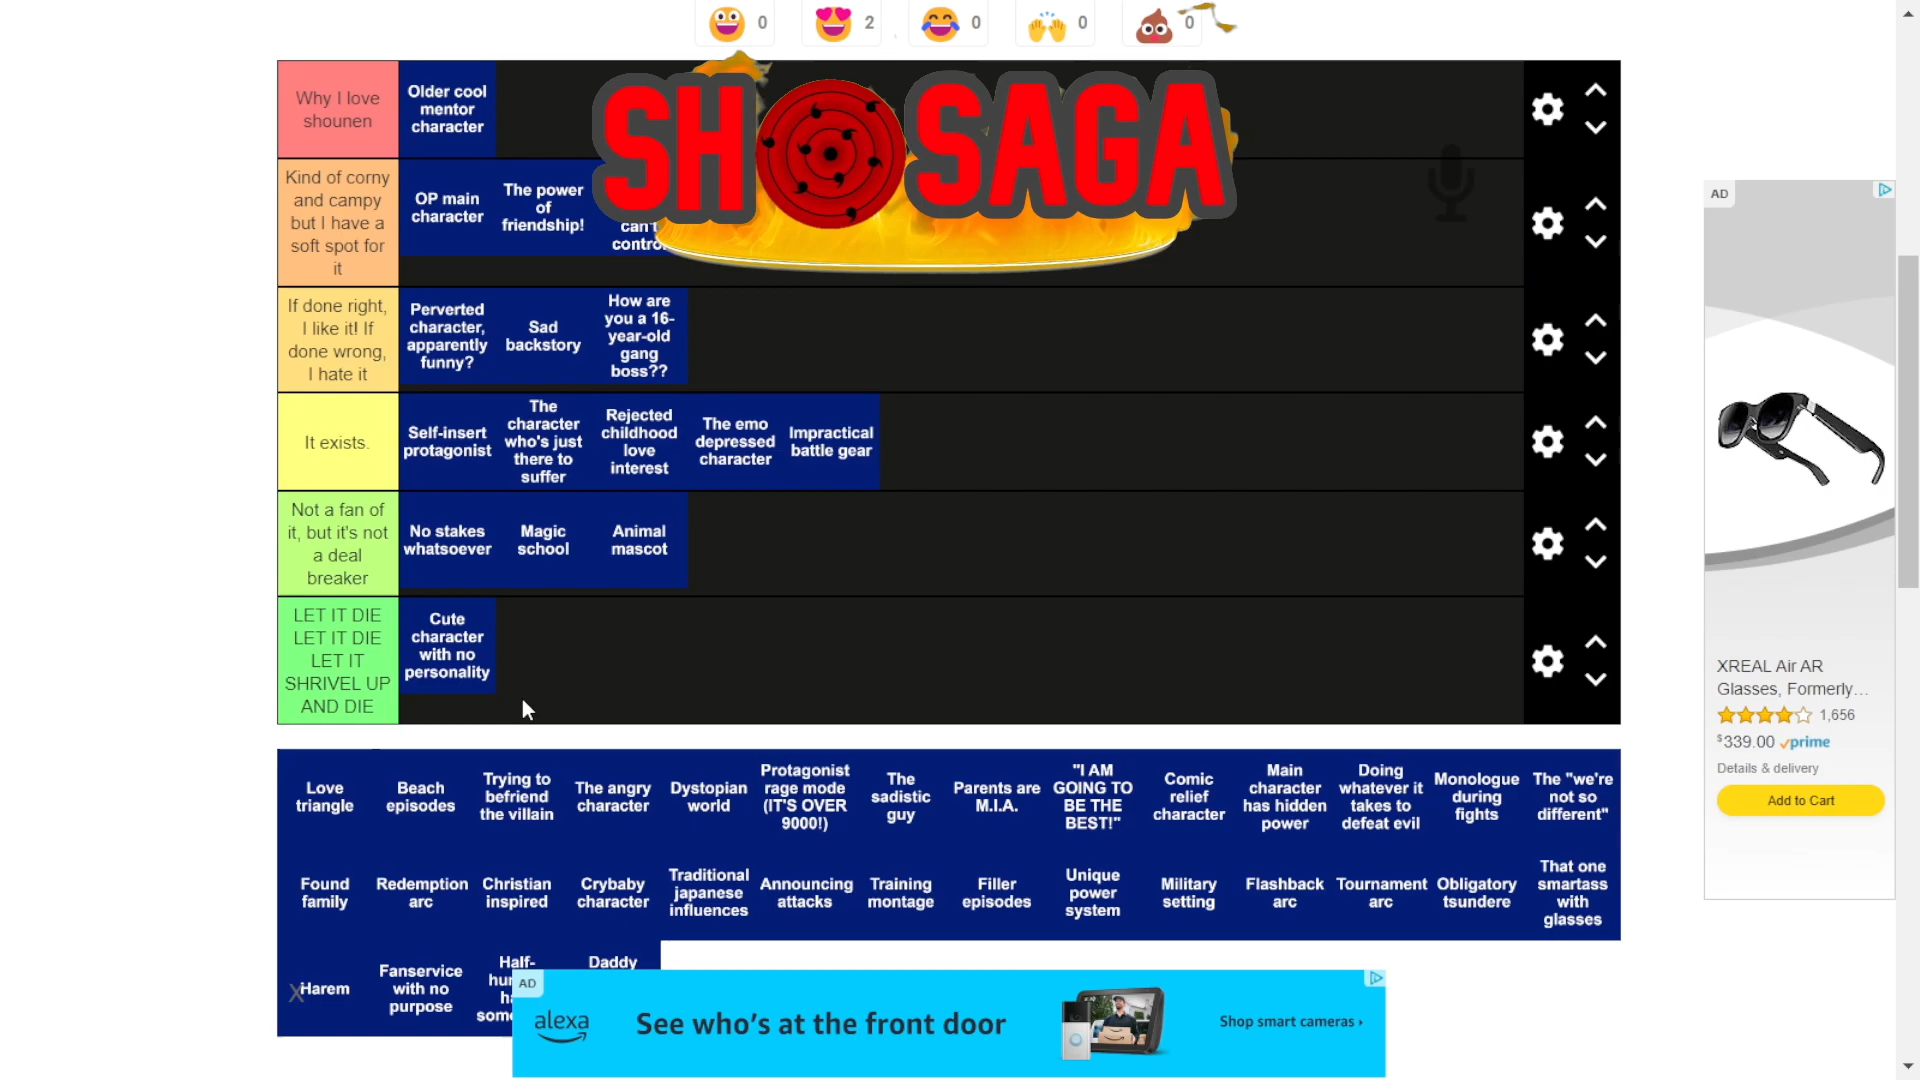 0
2
0
0
0
Why I love
shounen
Older cool
mentor
character
SH SAGA
Kind of corny
and campy
but I have a
soft spot for
it
OP main
character
The power
of
friendship!
can't
contro
If done right,
I like it! If
done wrong,
I hate it
Perverted
character,
apparently
funny?
Sad
backstory
How are
you a 16-
year-old
gang
boss??
It exists.
Self-insert
protagonist
The
character
who's just
there to
suffer
Rejected
childhood
love
interest
The emo
depressed
character
Impractical
battle gear
Not a fan of
it, but it's not
a deal
breaker
No stakes
whatsoever
Magic
school
Animal
mascot
LET IT DIE
LET IT DIE
LET IT
SHRIVEL UP
AND DIE
Cute
character
with no
personality
Love
triangle
Beach
episodes
Trying to
befriend
the villain
The angry
character
Dystopian
world
Protagonist
rage mode
(IT'S OVER
9000!)
The
sadistic
guy
Parents are
M.I.A.
"I AM
GOING TO
BE THE
BEST!"
Comic
relief
character
Main
character
has hidden
power
Doing
whatever it
takes to
defeat evil
Monologue
during
fights
The "we're
not so
different"
Found
family
Redemption
arc
Christian
inspired
Crybaby
character
Traditional
japanese
influences
Announcing
attacks
Training
montage
Filler
episodes
Unique
power
system
Military
setting
Flashback
arc
Tournament
arc
Obligatory
tsundere
That one
smartass
with
glasses
X
Harem
Fanservice
with no
purpose
Half-
hu
h
som
Daddy
AD
alexa
See who's at the front door
Shop smart cameras ›
AD
XREAL Air AR
Glasses, Formerly...
1,656
$339.00 prime
Details & delivery
Add to Cart